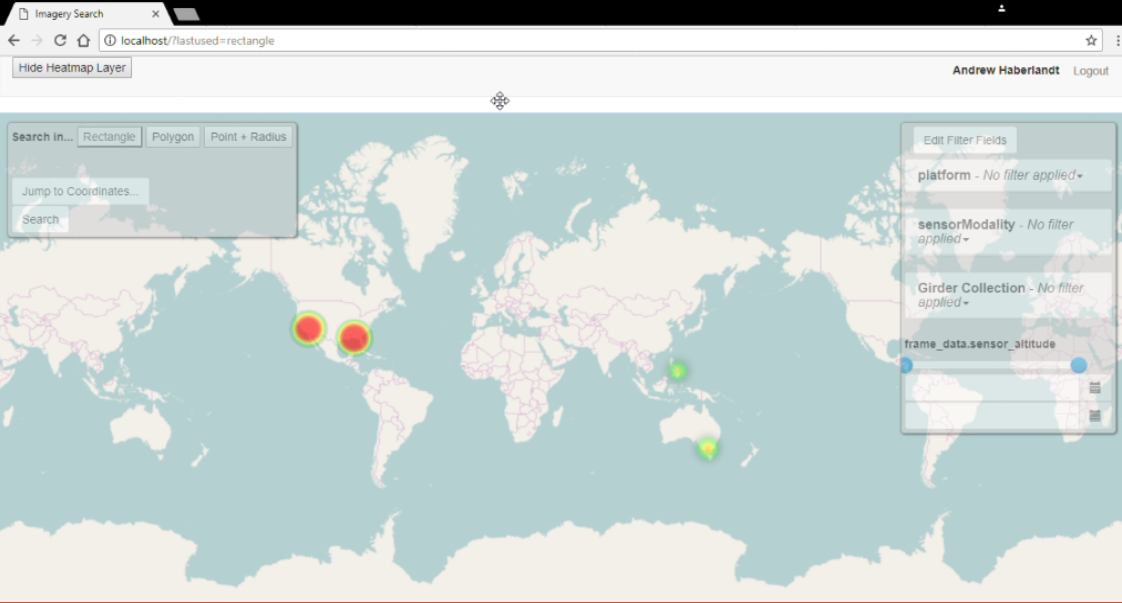 Imagery Search
localhost/?lastused=rectangle
Hide Heatmap Layer
Andrew Haberlandt Logout
Search in... Rectangle Polygon Point + Radius
Jump to Coordinates...
Search
Edit Filter Fields
platform - No filter applied
sensorModality - No filter
applied
Girder Collection - No filter
applied
frame_data.sensor_altitude